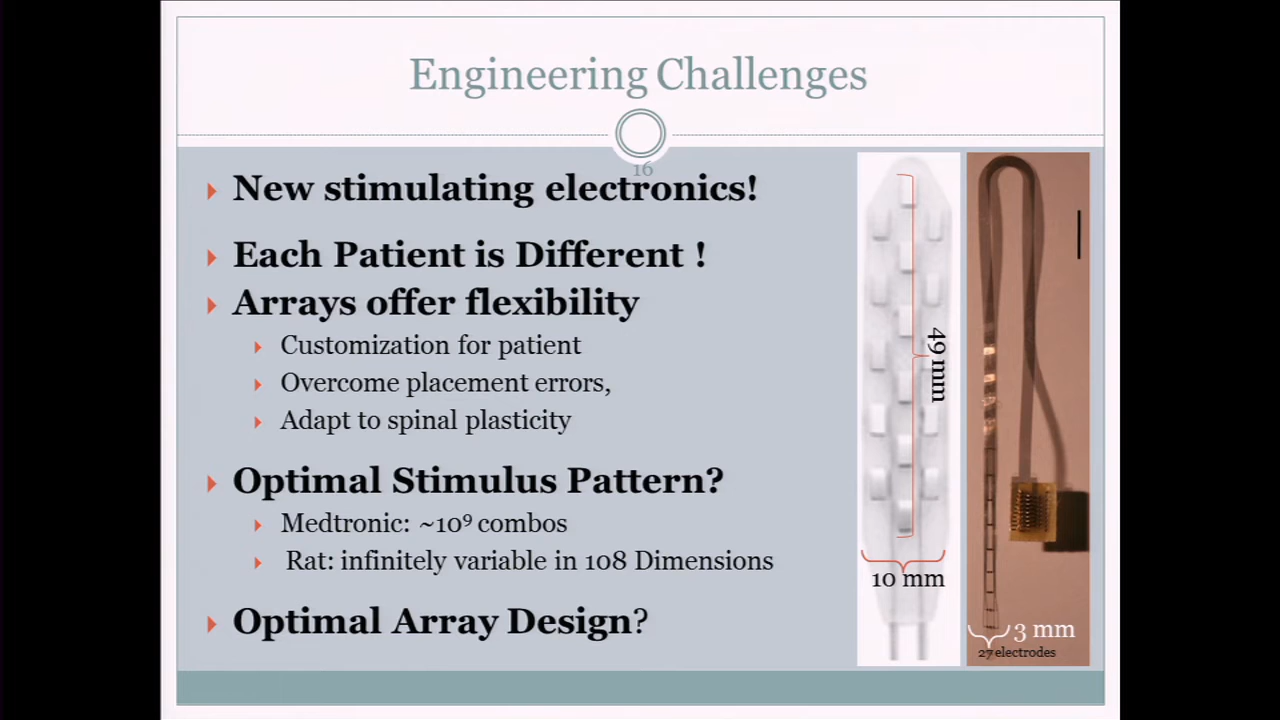 Engineering Challenges
16
New stimulating electronics!
Each Patient is Different !
Arrays offer flexibility
Customization for patient
Overcome placement errors,
Adapt to spinal plasticity
Optimal Stimulus Pattern?
Medtronic: ~10⁹ combos
Rat: infinitely variable in 108 Dimensions
Optimal Array Design?
49 mm
10 mm
3 mm
27 electrodes